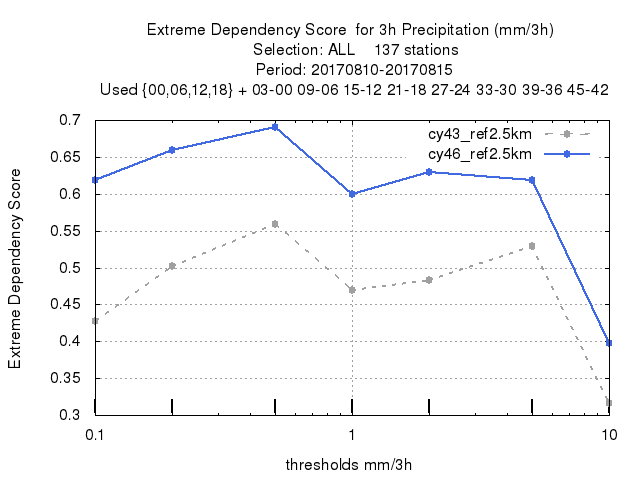 Extreme Dependency Score  for 3h Precipitation (mm/3h)
Selection: ALL    137 stations
Period: 20170810-20170815
Used {00,06,12,18} + 03-00 09-06 15-12 21-18 27-24 33-30 39-36 45-42
cy43_ref2.5km
cy46_ref2.5km
Extreme Dependency Score
0.7
0.65
0.6
0.55
0.5
0.45
0.4
0.35
0.3
0.1 1 10
thresholds mm/3h